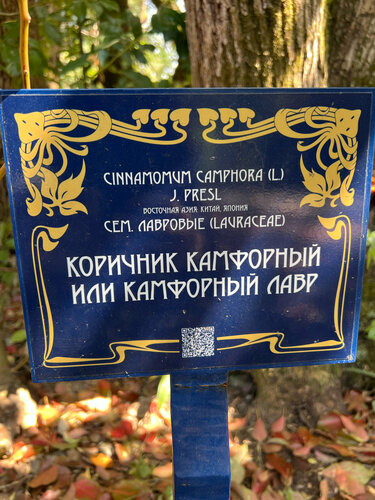 CINNAMOMUM CAMPHORA (L)
J. PRESL
ВОСТОЧНАЯ АЗИЯ: КИТАЙ, ЯПОНИЯ
СЕМ. ЛАВРОВЫЕ (LAURACEAE)
КОРИЧНИК КАМФОРНЫЙ
ИЛИ КАМФОРНЫЙ ЛАВР